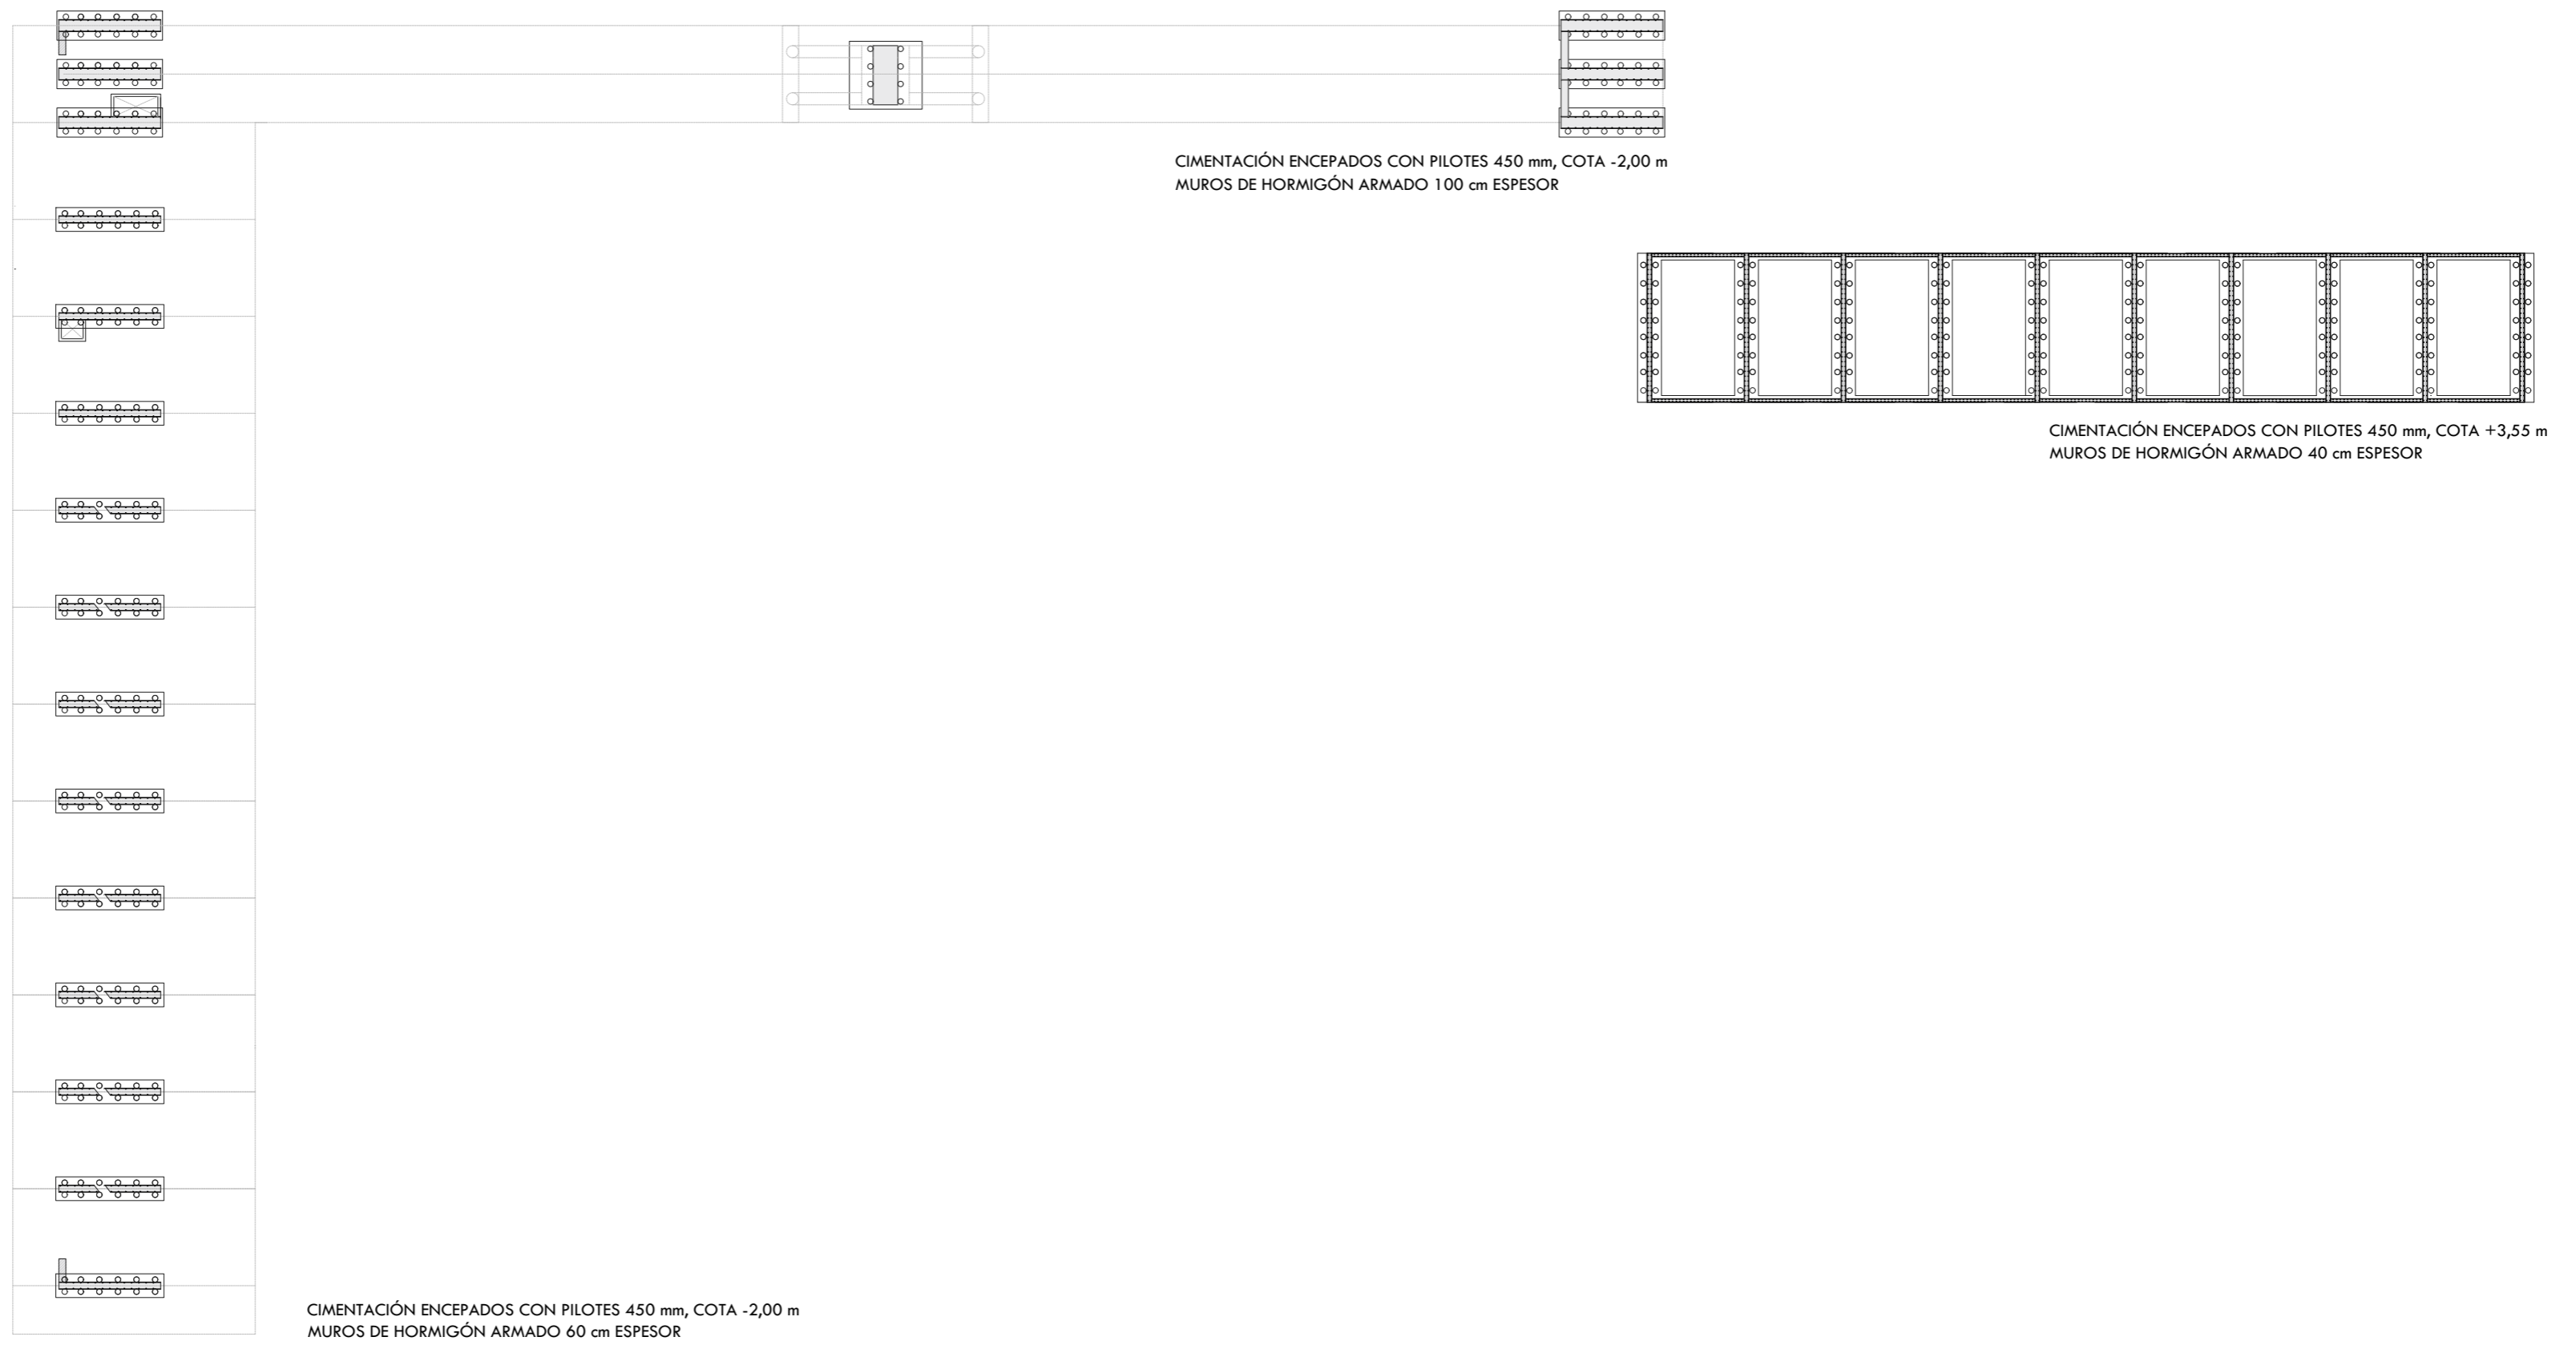 CIMENTACIÓN ENCEPADOS CON PILOTES 450 mm, COTA -2,00 m
MUROS DE HORMIGÓN ARMADO 100 cm ESPESOR
CIMENTACIÓN ENCEPADOS CON PILOTES 450 mm, COTA +3,55 m
MUROS DE HORMIGÓN ARMADO 40 cm ESPESOR
CIMENTACIÓN ENCEPADOS CON PILOTES 450 mm, COTA -2,00 m
MUROS DE HORMIGÓN ARMADO 60 cm ESPESOR